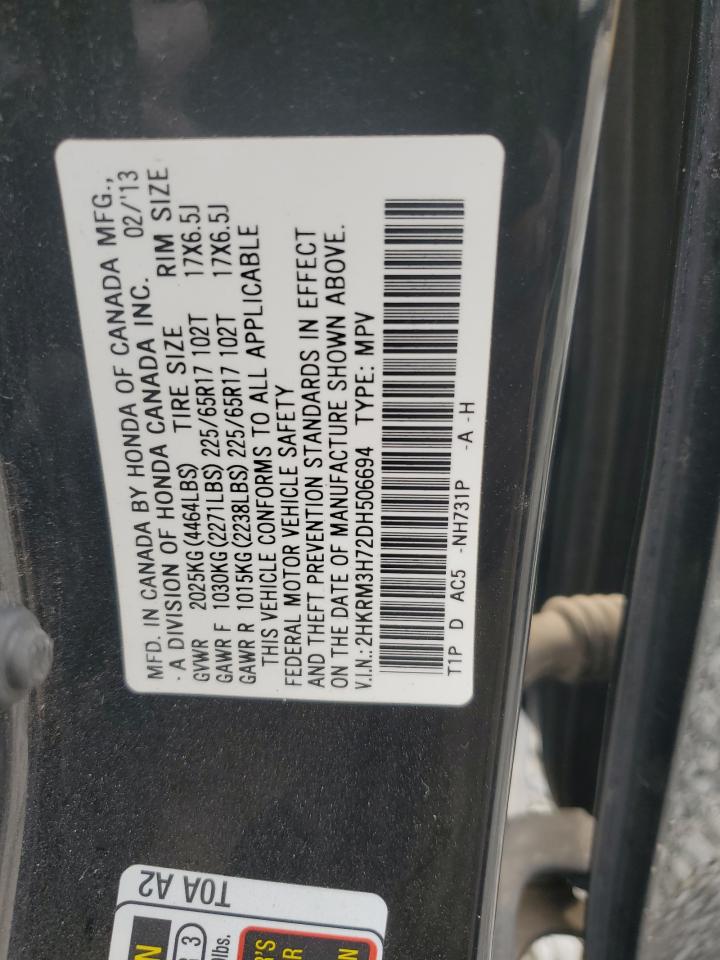 MFD. IN CANADA BY HONDA OF CANADA MFG.,
-A DIVISION OF HONDA CANADA INC. 02/'13
TIRE SIZE RIM SIZE
GVWR 2025KG(4464LBS)
GAWR F 1030KG(2271LBS) 225/65R17 102T 17X6.5J
GAWR R 1015KG(2238LBS) 225/65R17 102T 17X6.5J
THIS VEHICLE CONFORMS TO ALL APPLICABLE
FEDERAL MOTOR VEHICLE SAFETY
AND THEFT PREVENTION STANDARDS IN EFFECT
ON THE DATE OF MANUFACTURE SHOWN ABOVE.
V.I.N.: 2HKRM3H72DH506694 TYPE: MPV
T1P D AC5 -NH731P -A -H
T0A A2
3
lbs.